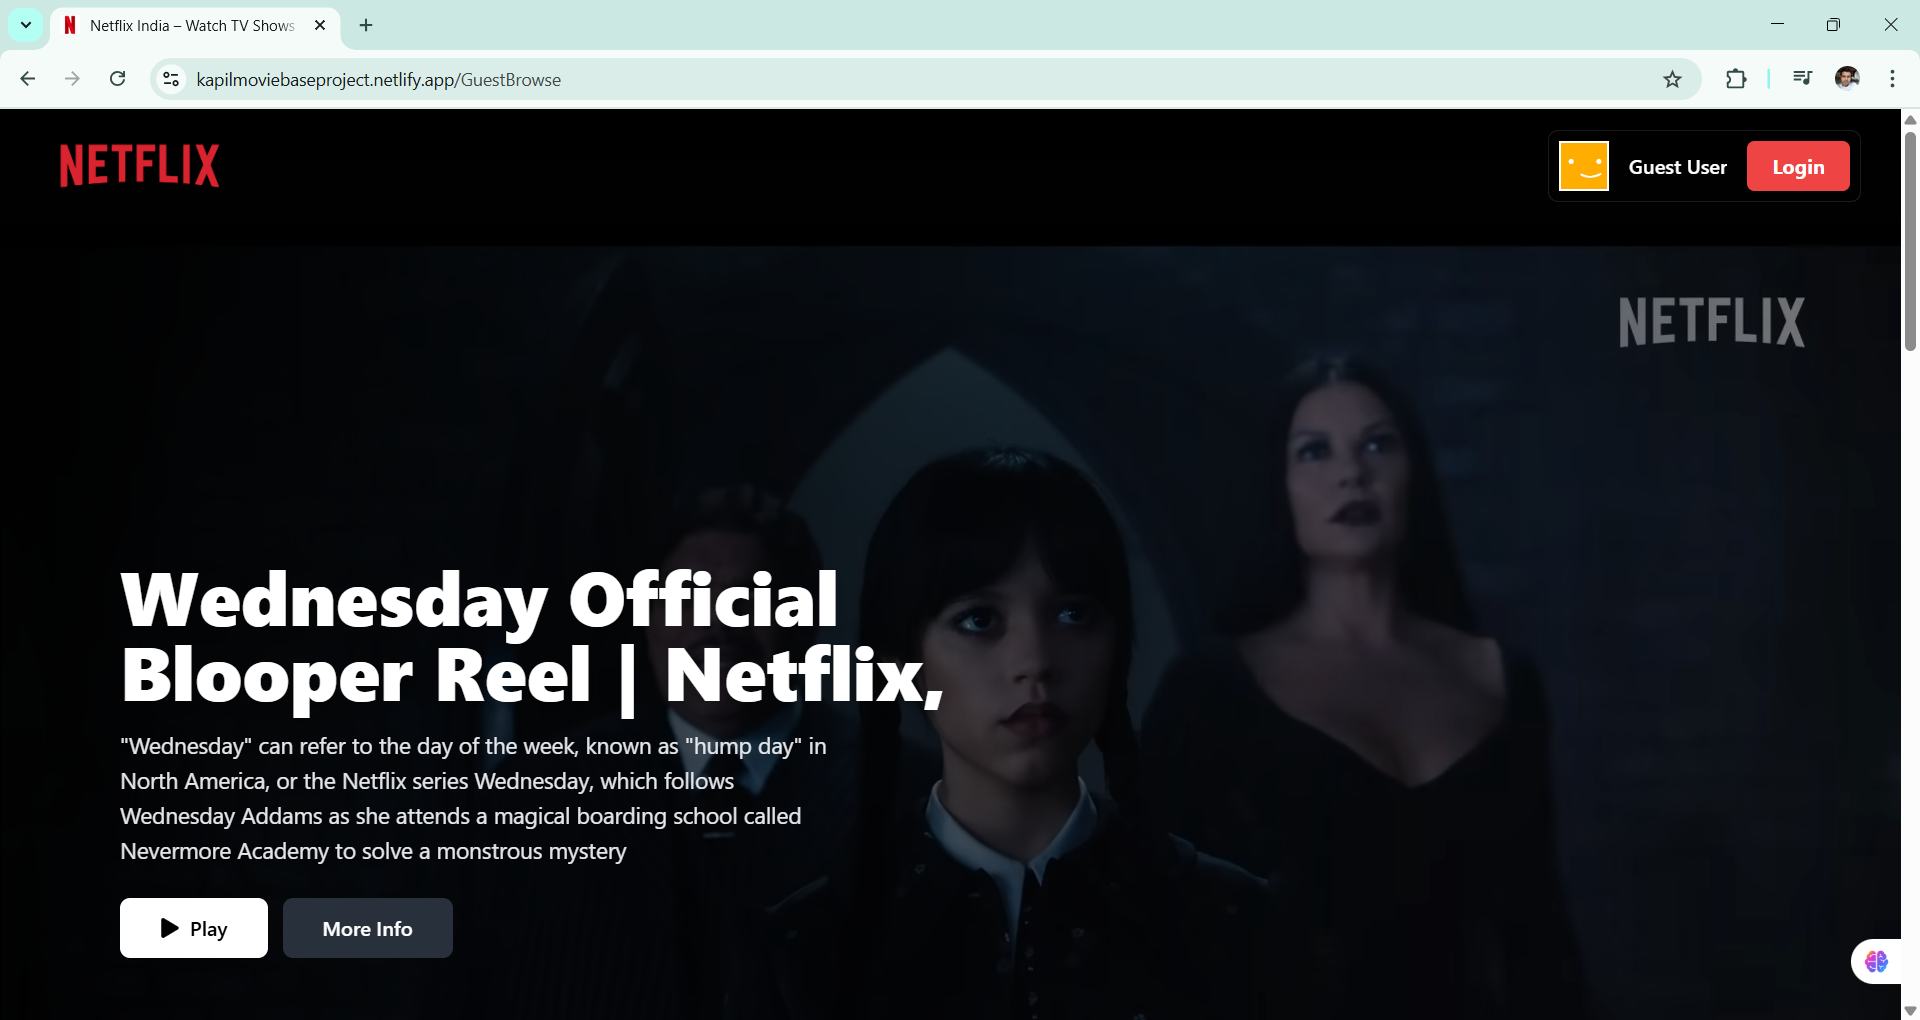 Netflix India – Watch TV Shows
kapilmoviebaseproject.netlify.app/GuestBrowse
NETFLIX
Guest User
Login
NETFLIX
Wednesday Official
Blooper Reel | Netflix,
"Wednesday" can refer to the day of the week, known as "hump day" in
North America, or the Netflix series Wednesday, which follows
Wednesday Addams as she attends a magical boarding school called
Nevermore Academy to solve a monstrous mystery
Play
More Info